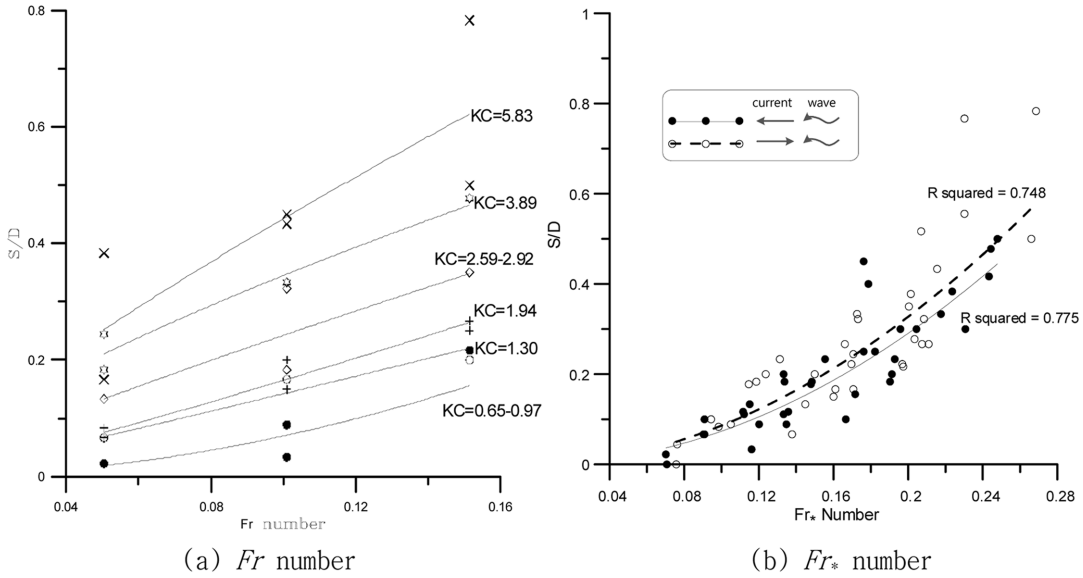 0.8
0.6
0.4
0.2
0
S/D
0.04
0.08
0.12
0.16
Fr number
KC=5.83
KC=3.89
KC=2.59-2.92
KC=1.94
KC=1.30
KC=0.65-0.97
(a) Fr number
1
0.8
0.6
0.4
0.2
0
S/D
current wave
R squared = 0.748
R squared = 0.775
0.04
0.08
0.12
0.16
0.2
0.24
0.28
Fr* Number
(b) Fr* number